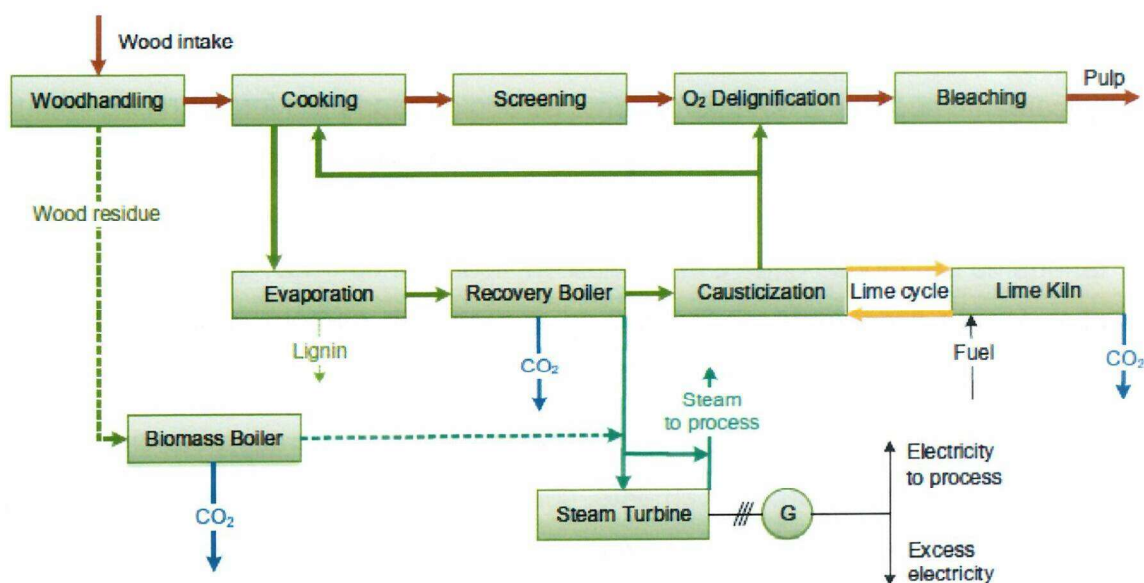 Wood intake
Woodhandling
Cooking
Screening
O₂ Delignification
Bleaching
Pulp
Wood residue
Evaporation
Recovery Boiler
Causticization
Lime cycle
Lime Kiln
Lignin
CO₂
Fuel
CO₂
Steam
to process
Biomass Boiler
CO₂
Steam Turbine
G
Electricity
to process
Excess
electricity